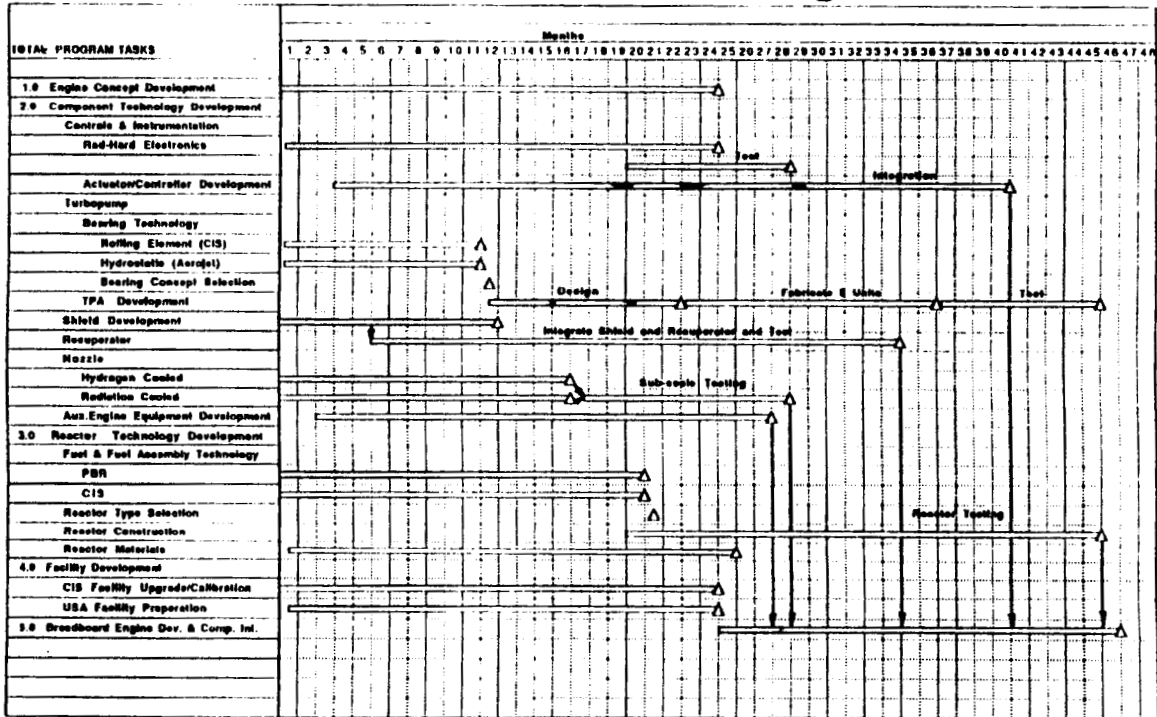 Months
TOTAL PROGRAM TASKS 1 2 3 4 5 6 7 8 9 10 11 12 13 14 15 16 17 18 19 20 21 22 23 24 25 26 27 28 29 30 31 32 33 34 35 36 37 38 39 40 41 42 43 44 45 46 47 48
1.0 Engine Concept Development
2.0 Component Technology Development
Controls & Instrumentation
Rad-Hard Electronics
Test
Actuator/Controller Development Integration
Turbopump
Bearing Technology
Rolling Element (CIS)
Hydrostatic (Aerojet)
Bearing Concept Selection
TPA Development Design Fabricate E Units Test
Shield Development
Recuperator Integrate Shield and Recuperator and Test
Nozzle
Hydrogen Cooled Sub-scale Testing
Radiation Cooled
Aux. Engine Equipment Development
3.0 Reactor Technology Development
Fuel & Fuel Assembly Technology
PBR
CIS
Reactor Type Selection Reactor Testing
Reactor Construction
Reactor Materials
4.0 Facility Development
CIS Facility Upgrade/Calibration
USA Facility Preparation
5.0 Breadboard Engine Dev. & Comp. Int.